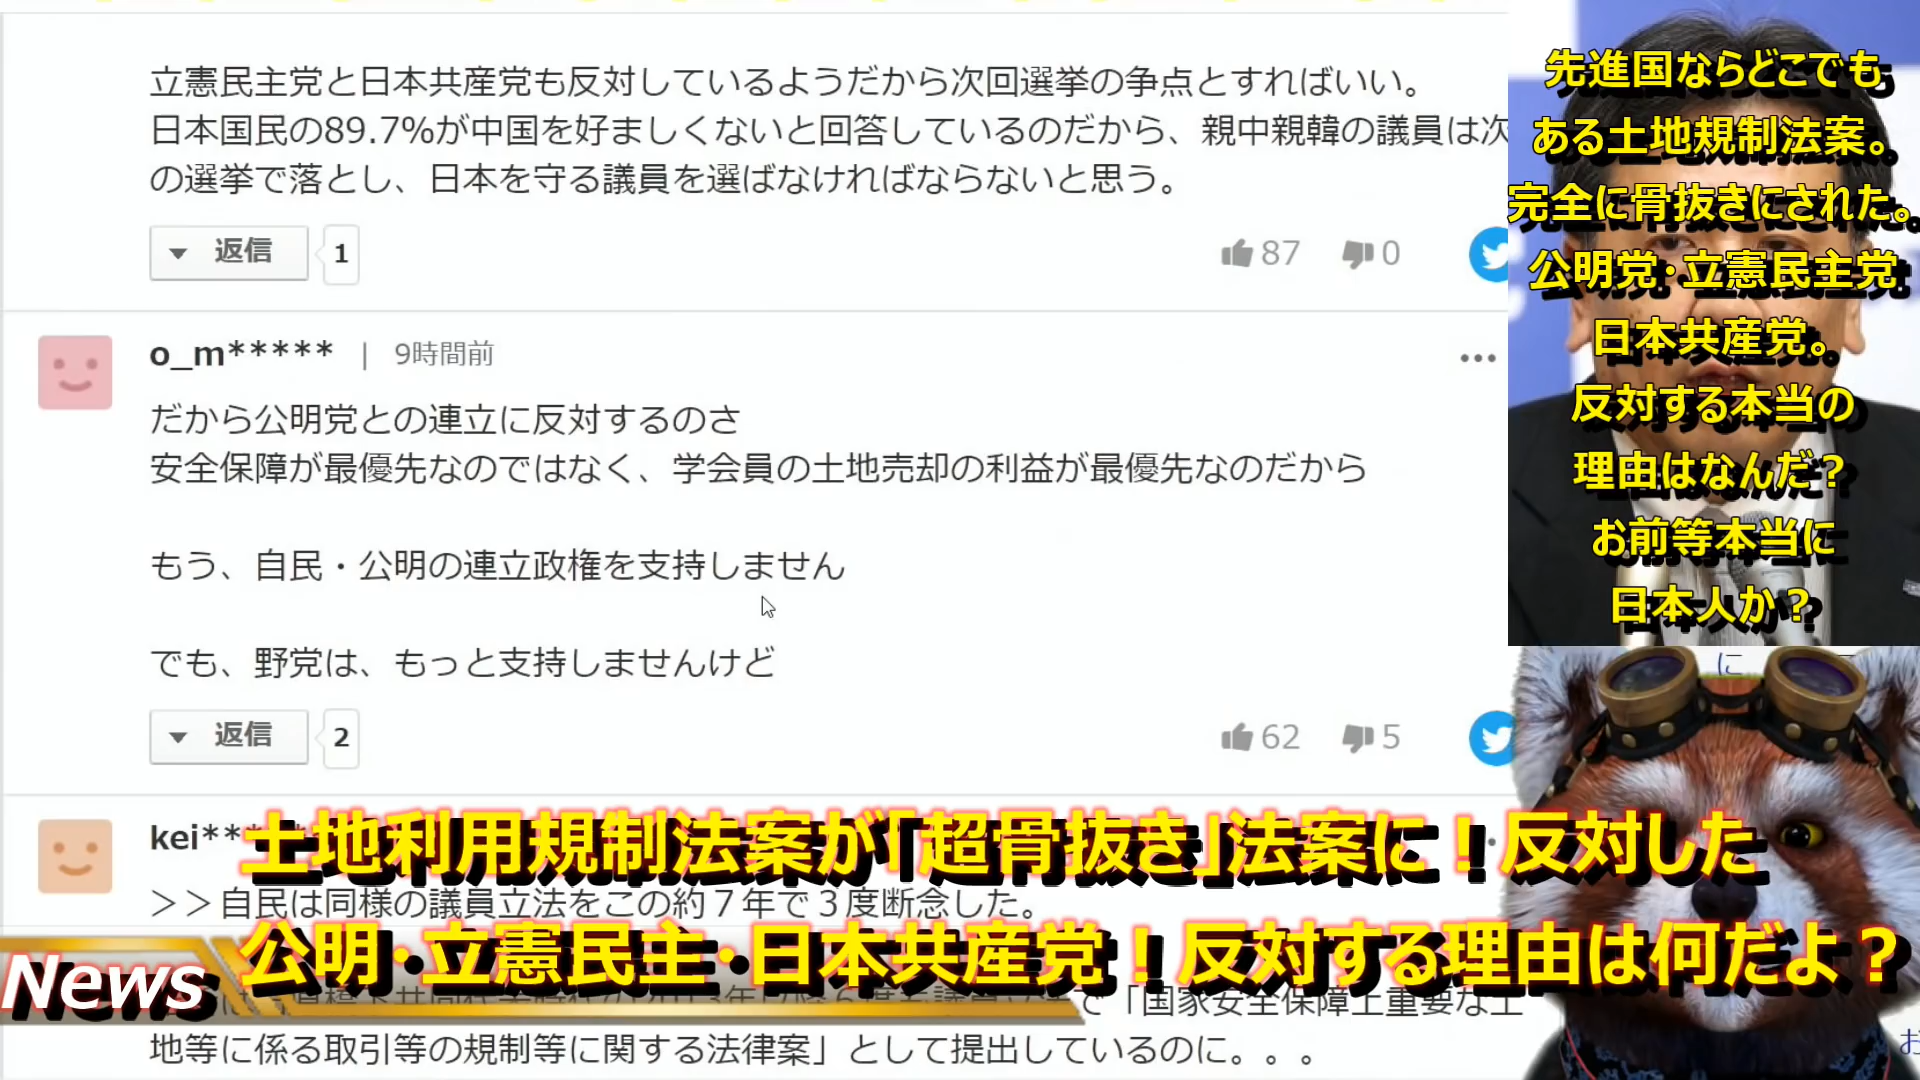 立憲民主党と日本共産党も反対しているようだから次回選挙の争点とすればいい。
日本国民の89.7%が中国を好ましくないと回答しているのだから、親中親韓の議員は次
の選挙で落とし、日本を守る議員を選ばなければならないと思う。
返信 1
87 0
o_m***** | 9時間前
だから公明党との連立に反対するのさ
安全保障が最優先なのではなく、学会員の土地売却の利益が最優先なのだから
もう、自民・公明の連立政権を支持しません
でも、野党は、もっと支持しませんけど
返信 2
62 5
kei**
>>自民は同様の議員立法をこの約7年で3度断念した。
で「国家安全保障上重要な土
地等に係る取引等の規制等に関する法律案」として提出しているのに。。。
先進国ならどこでも
ある土地規制法案。
完全に骨抜きにされた。
公明党・立憲民主党
日本共産党。
反対する本当の
理由はなんだ?
お前等本当に
日本人か?
に
お
土地利用規制法案が「超骨抜き」法案に!反対した
公明・立憲民主・日本共産党!反対する理由は何だよ?
News